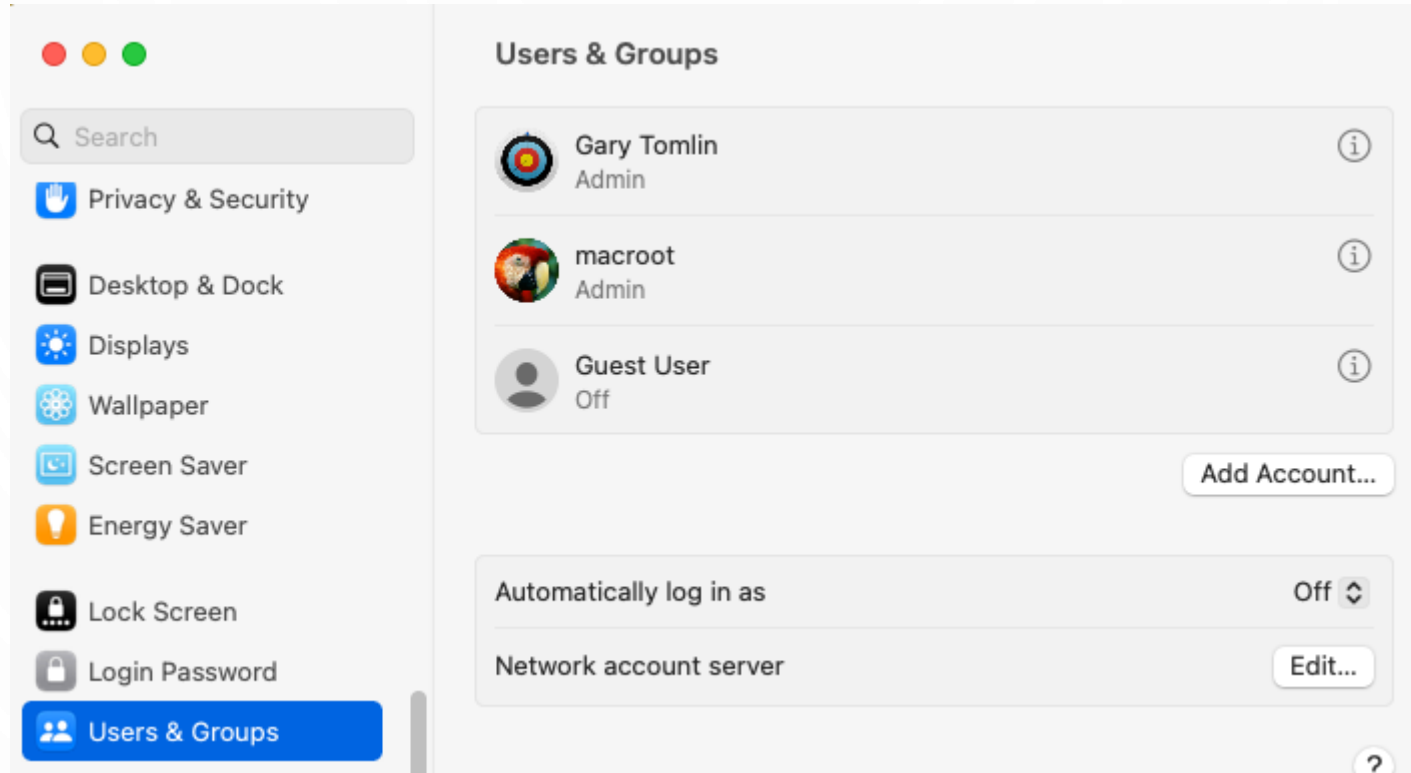 Search
Privacy & Security
Desktop & Dock
Displays
Wallpaper
Screen Saver
Energy Saver
Lock Screen
Login Password
Users & Groups
Users & Groups
Gary Tomlin
Admin
macroot
Admin
Guest User
Off
Add Account...
Automatically log in as Off
Network account server Edit...
?